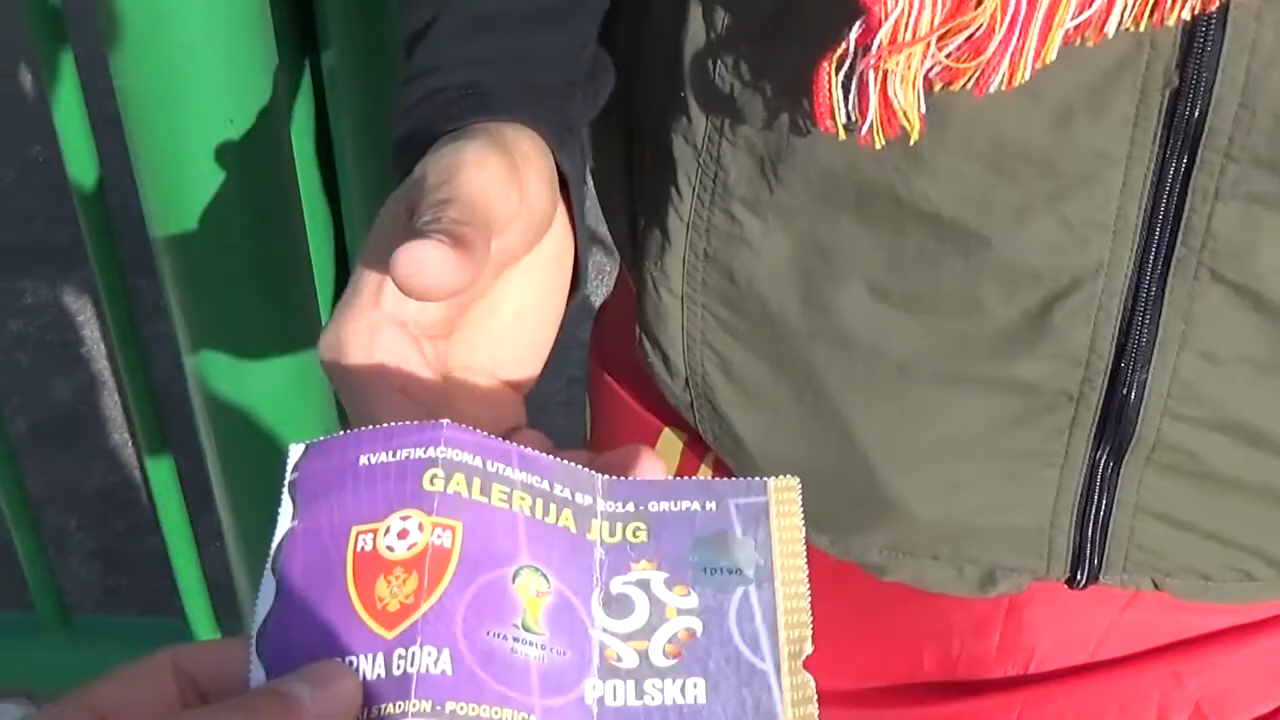 KVALIFIKACIONA UTAMICA ZA SP 2014 - GRUPA H
GALERIJA JUG
FS CG
10190
FIFA WORLD CUP
Brasil
RNA GORA
POLSKA
I STADION - PODGORICA
FIFA